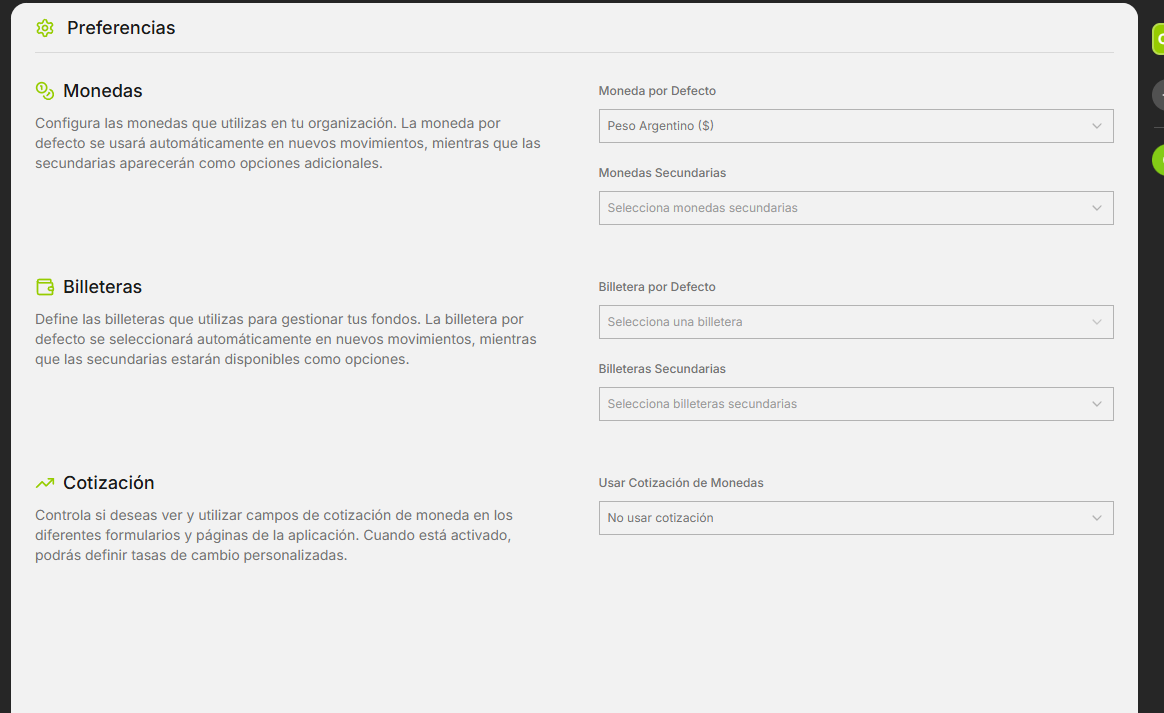 Preferencias
Monedas
Configura las monedas que utilizas en tu organización. La moneda por
defecto se usará automáticamente en nuevos movimientos, mientras que las
secundarias aparecerán como opciones adicionales.
Moneda por Defecto
Peso Argentino ($)
Monedas Secundarias
Selecciona monedas secundarias
Billeteras
Define las billeteras que utilizas para gestionar tus fondos. La billetera por
defecto se seleccionará automáticamente en nuevos movimientos, mientras
que las secundarias estarán disponibles como opciones.
Billetera por Defecto
Selecciona una billetera
Billeteras Secundarias
Selecciona billeteras secundarias
Cotización
Controla si deseas ver y utilizar campos de cotización de moneda en los
diferentes formularios y páginas de la aplicación. Cuando está activado,
podrás definir tasas de cambio personalizadas.
Usar Cotización de Monedas
No usar cotización